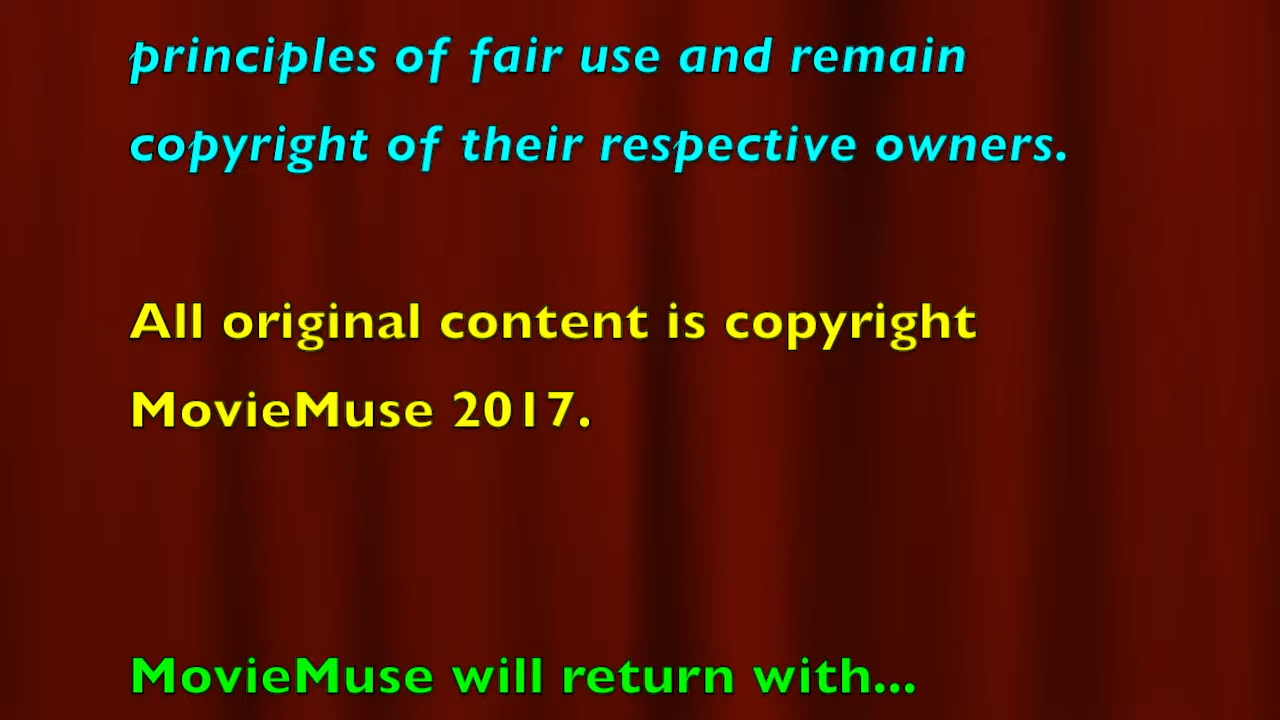 principles of fair use and remain
copyright of their respective owners.
All original content is copyright
MovieMuse 2017.
MovieMuse will return with...